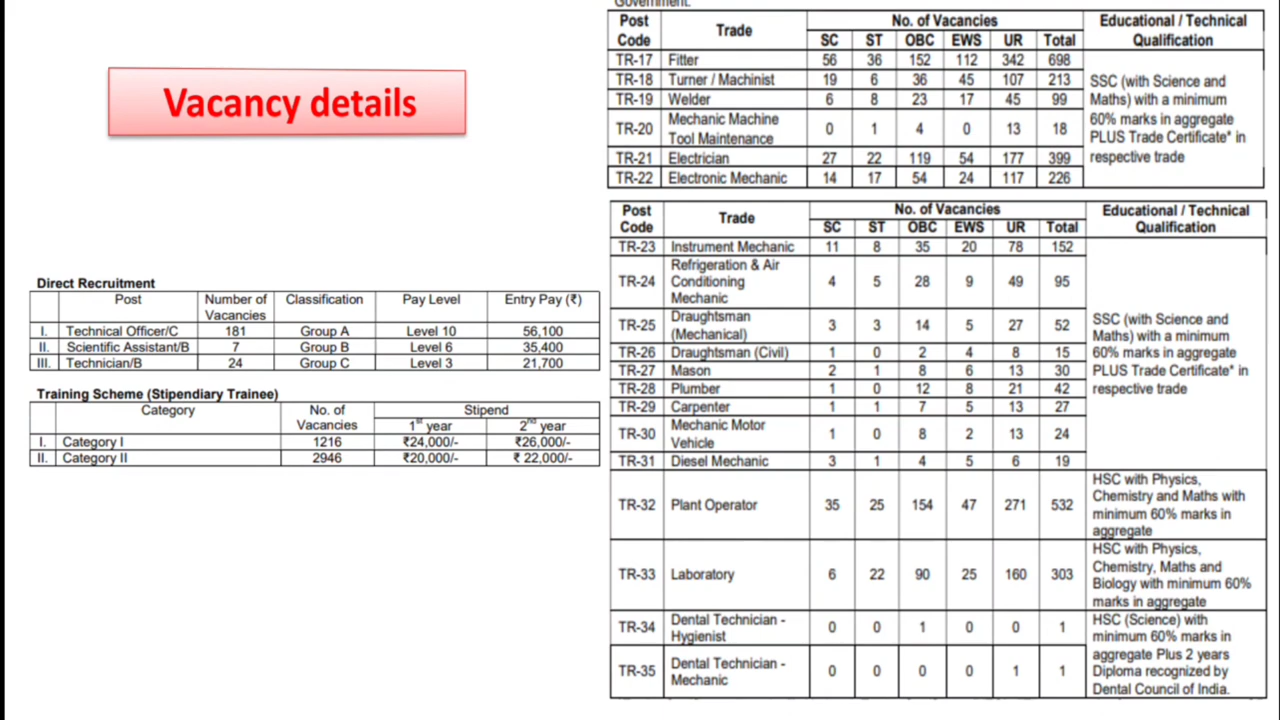 Government.
Vacancy details
Direct Recruitment
Post Number of Vacancies Classification Pay Level Entry Pay (₹)
I. Technical Officer/C 181 Group A Level 10 56,100
II. Scientific Assistant/B 7 Group B Level 6 35,400
III. Technician/B 24 Group C Level 3 21,700
Training Scheme (Stipendiary Trainee)
Category No. of Vacancies Stipend
1st year 2nd year
I. Category I 1216 ₹24,000/- ₹26,000/-
II. Category II 2946 ₹20,000/- ₹ 22,000/-
Post Code Trade No. of Vacancies Educational / Technical Qualification
SC ST OBC EWS UR Total
TR-17 Fitter 56 36 152 112 342 698
TR-18 Turner / Machinist 19 6 36 45 107 213
TR-19 Welder 6 8 23 17 45 99
TR-20 Mechanic Machine Tool Maintenance 0 1 4 0 13 18
TR-21 Electrician 27 22 119 54 177 399
TR-22 Electronic Mechanic 14 17 54 24 117 226
SSC (with Science and
Maths) with a minimum
60% marks in aggregate
PLUS Trade Certificate* in
respective trade
Post Code Trade No. of Vacancies Educational / Technical Qualification
SC ST OBC EWS UR Total
TR-23 Instrument Mechanic 11 8 35 20 78 152
TR-24 Refrigeration & Air Conditioning Mechanic 4 5 28 9 49 95
TR-25 Draughtsman (Mechanical) 3 3 14 5 27 52
TR-26 Draughtsman (Civil) 1 0 2 4 8 15
TR-27 Mason 2 1 8 6 13 30
TR-28 Plumber 1 0 12 8 21 42
TR-29 Carpenter 1 1 7 5 13 27
TR-30 Mechanic Motor Vehicle 1 0 8 2 13 24
TR-31 Diesel Mechanic 3 1 4 5 6 19
SSC (with Science and
Maths) with a minimum
60% marks in aggregate
PLUS Trade Certificate* in
respective trade
TR-32 Plant Operator 35 25 154 47 271 532
HSC with Physics,
Chemistry and Maths with
minimum 60% marks in
aggregate
TR-33 Laboratory 6 22 90 25 160 303
HSC with Physics,
Chemistry, Maths and
Biology with minimum 60%
marks in aggregate
TR-34 Dental Technician - Hygienist 0 0 1 0 0 1
TR-35 Dental Technician - Mechanic 0 0 0 0 1 1
HSC (Science) with
minimum 60% marks in
aggregate Plus 2 years
Diploma recognized by
Dental Council of India.